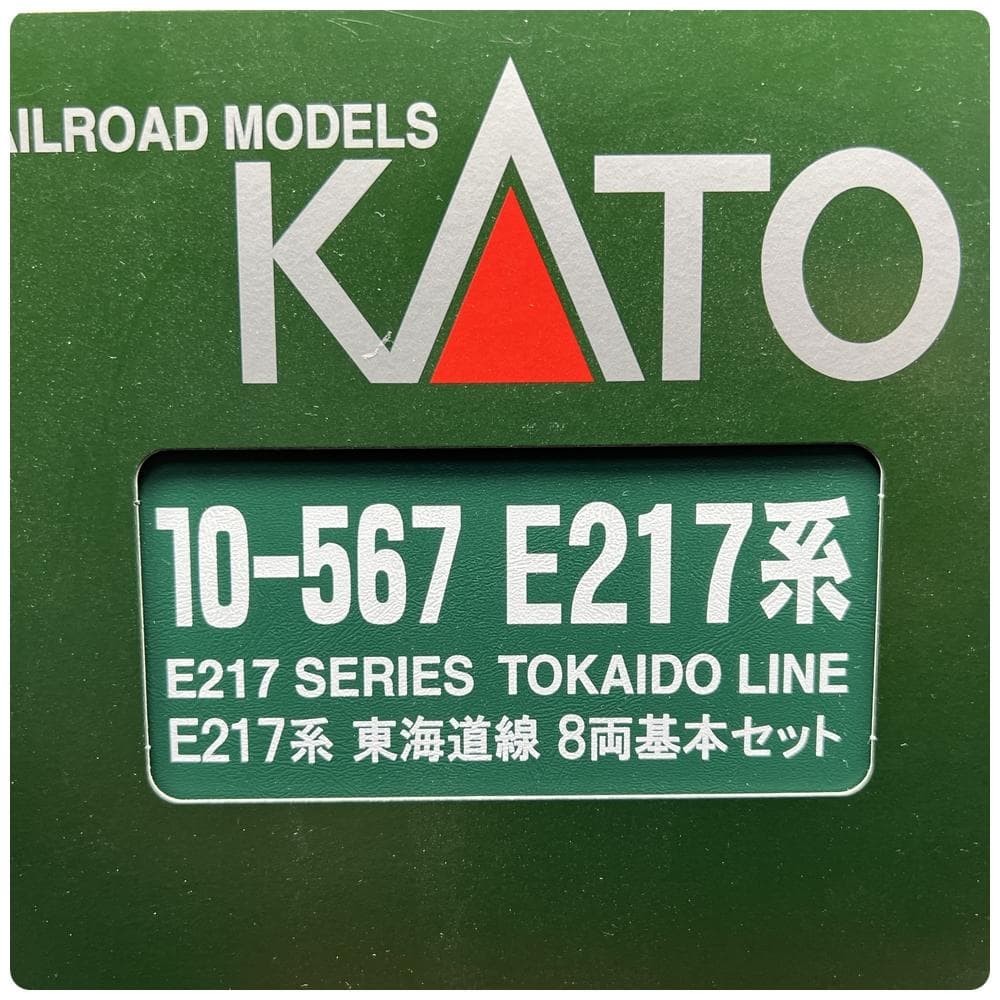 AILROAD MODELS
KATO
10-567 E217系
E217 SERIES TOKAIDO LINE
E217系 東海道線 8両基本セット